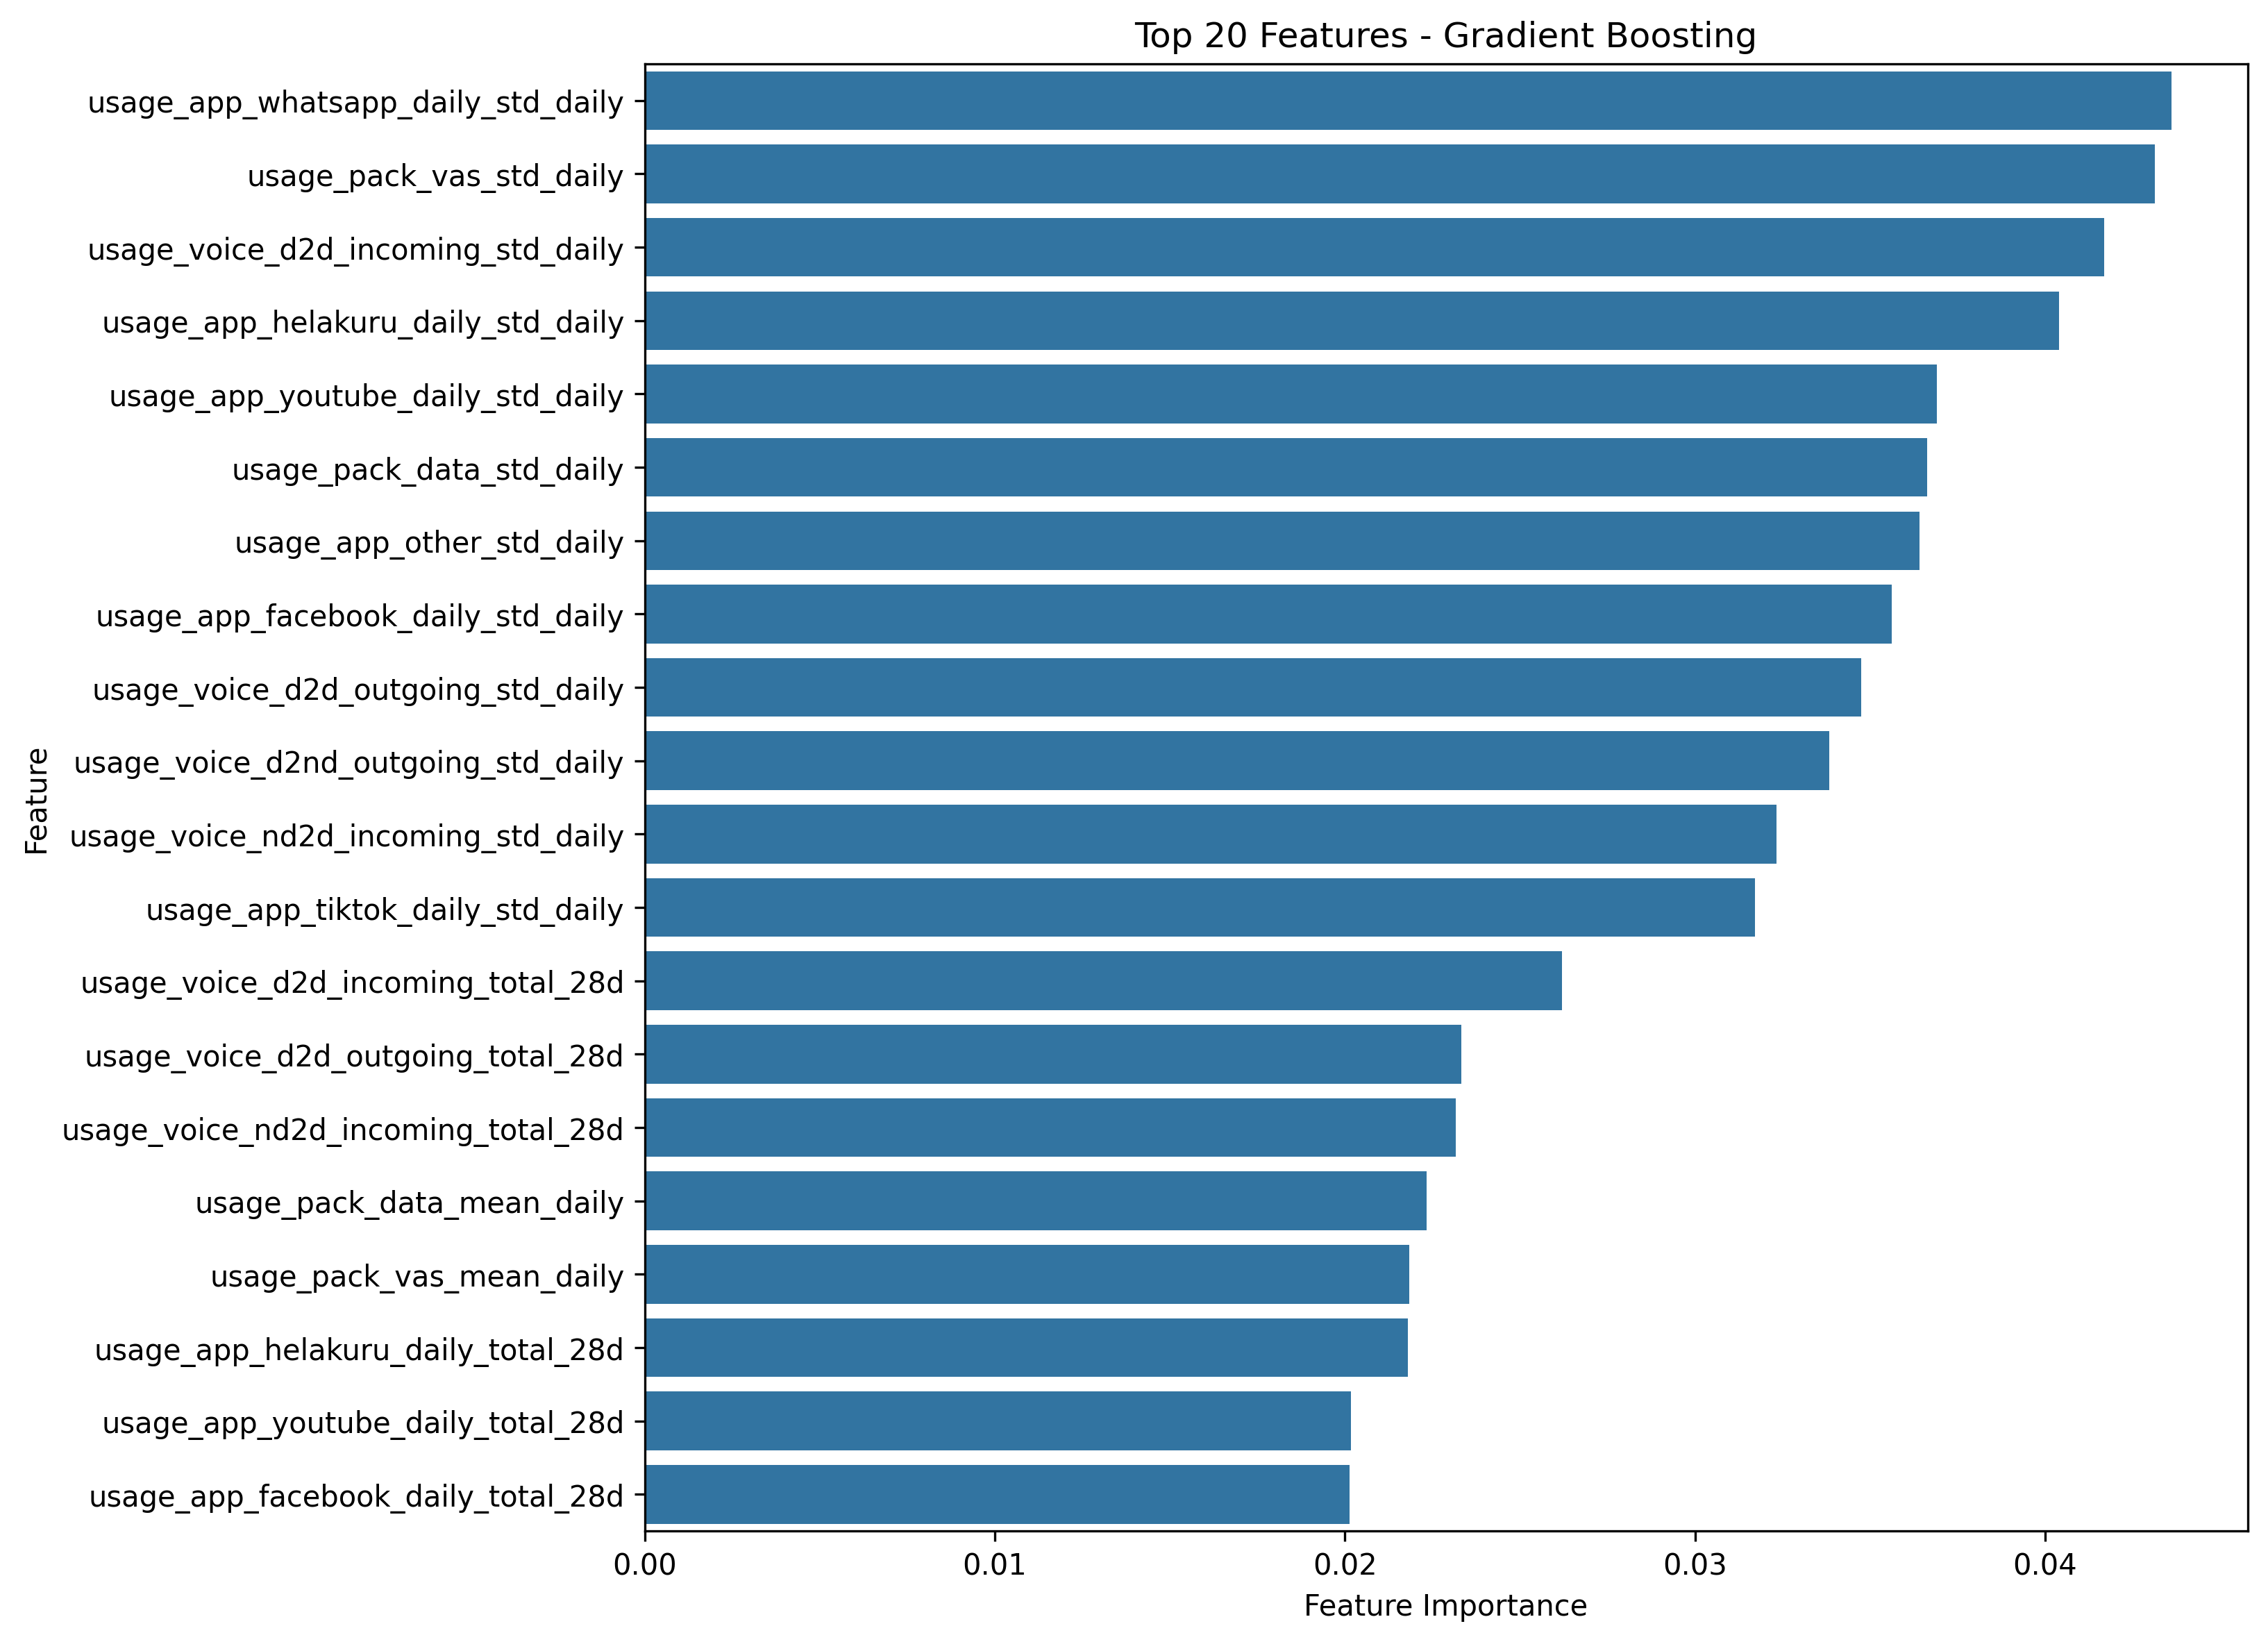 Top 20 Features - Gradient Boosting
usage_app_whatsapp_daily_std_daily
usage_pack_vas_std_daily
usage_voice_d2d_incoming_std_daily
usage_app_helakuru_daily_std_daily
usage_app_youtube_daily_std_daily
usage_pack_data_std_daily
usage_app_other_std_daily
usage_app_facebook_daily_std_daily
usage_voice_d2d_outgoing_std_daily
usage_voice_d2nd_outgoing_std_daily
usage_voice_nd2d_incoming_std_daily
usage_app_tiktok_daily_std_daily
usage_voice_d2d_incoming_total_28d
usage_voice_d2d_outgoing_total_28d
usage_voice_nd2d_incoming_total_28d
usage_pack_data_mean_daily
usage_pack_vas_mean_daily
usage_app_helakuru_daily_total_28d
usage_app_youtube_daily_total_28d
usage_app_facebook_daily_total_28d
Feature
0.00 0.01 0.02 0.03 0.04
Feature Importance